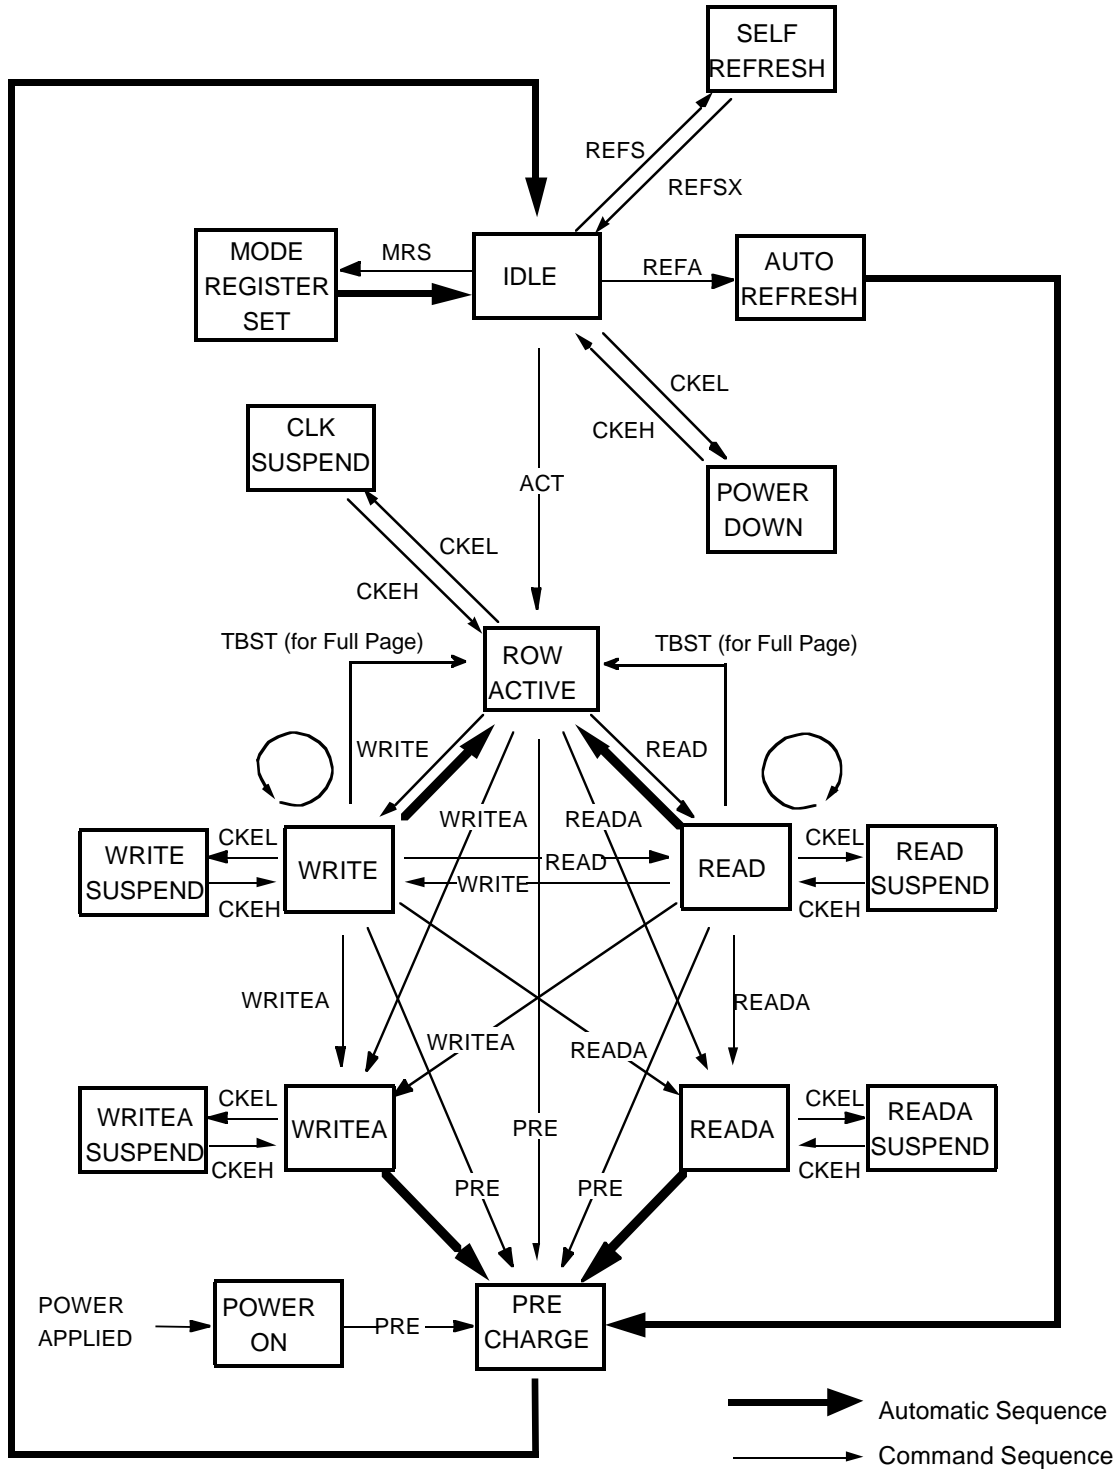 SELF
REFRESH
REFS
REFSX
MODE
REGISTER
SET
MRS
IDLE
REFA
AUTO
REFRESH
CKEL
CKEH
CLK
SUSPEND
ACT
POWER
DOWN
CKEL
CKEH
TBST (for Full Page)
ROW
ACTIVE
TBST (for Full Page)
WRITE
READ
WRITEA
READA
WRITE
SUSPEND
CKEL
CKEH
WRITE
READ
WRITE
READ
CKEL
CKEH
READ
SUSPEND
WRITEA
READA
WRITEA
READA
WRITEA
SUSPEND
CKEL
CKEH
WRITEA
PRE
READA
CKEL
CKEH
READA
SUSPEND
PRE
PRE
POWER
APPLIED
POWER
ON
PRE
PRE
CHARGE
Automatic Sequence
Command Sequence